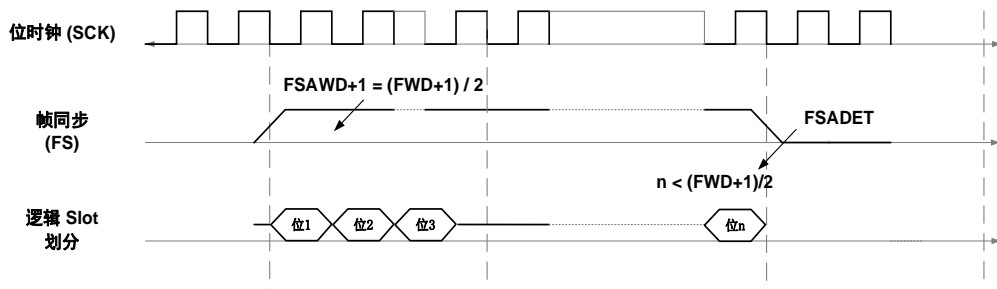 位时钟 (SCK)
FSAWD+1 = (FWD+1) / 2
帧同步
(FS)
FSADET
n < (FWD+1)/2
逻辑 Slot
划分
位1
位2
位3
位n